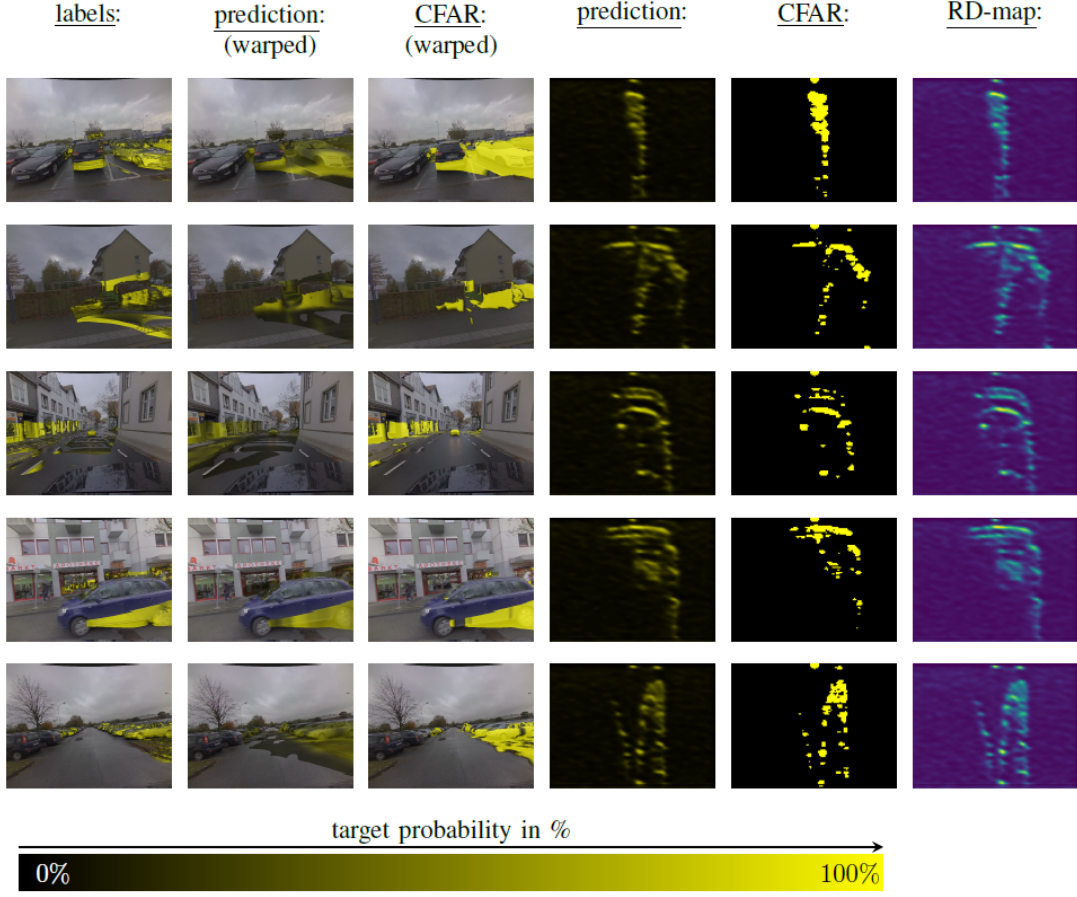 labels: prediction: CFAR: prediction: CFAR: RD-map:
(warped) (warped)
target probability in %
0% 100%